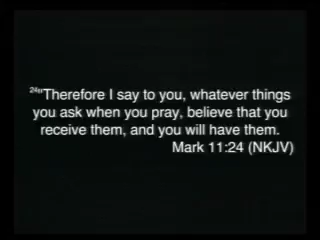 24"Therefore I say to you, whatever things
you ask when you pray, believe that you
receive them, and you will have them.
Mark 11:24 (NKJV)